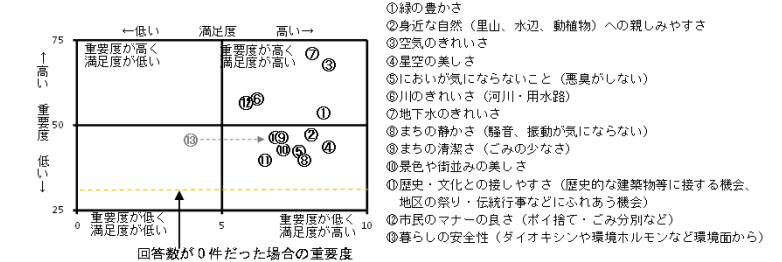 ←低い 満足度 高い→
75
重要度が高く
満足度が低い
重要度が高く
満足度が高い
⑦
③
⑫⑥
①
←高い 重要度 低い→
50
⑬
⑨
②
⑩
⑤
④
⑪
⑧
25
重要度が低く
満足度が低い
重要度が低く
満足度が高い
0
5
10
回答数が0件だった場合の重要度
①緑の豊かさ
②身近な自然（里山、水辺、動植物）への親しみやすさ
③空気のきれいさ
④星空の美しさ
⑤においが気にならないこと（悪臭がしない）
⑥川のきれいさ（河川・用水路）
⑦地下水のきれいさ
⑧まちの静かさ（騒音、振動が気にならない）
⑨まちの清潔さ（ごみの少なさ）
⑩景色や街並みの美しさ
⑪歴史・文化との接しやすさ（歴史的な建築物等に接する機会、
地区の祭り・伝統行事などにふれあう機会）
⑫市民のマナーの良さ（ポイ捨て・ごみ分別など）
⑬暮らしの安全性（ダイオキシンや環境ホルモンなど環境面から）